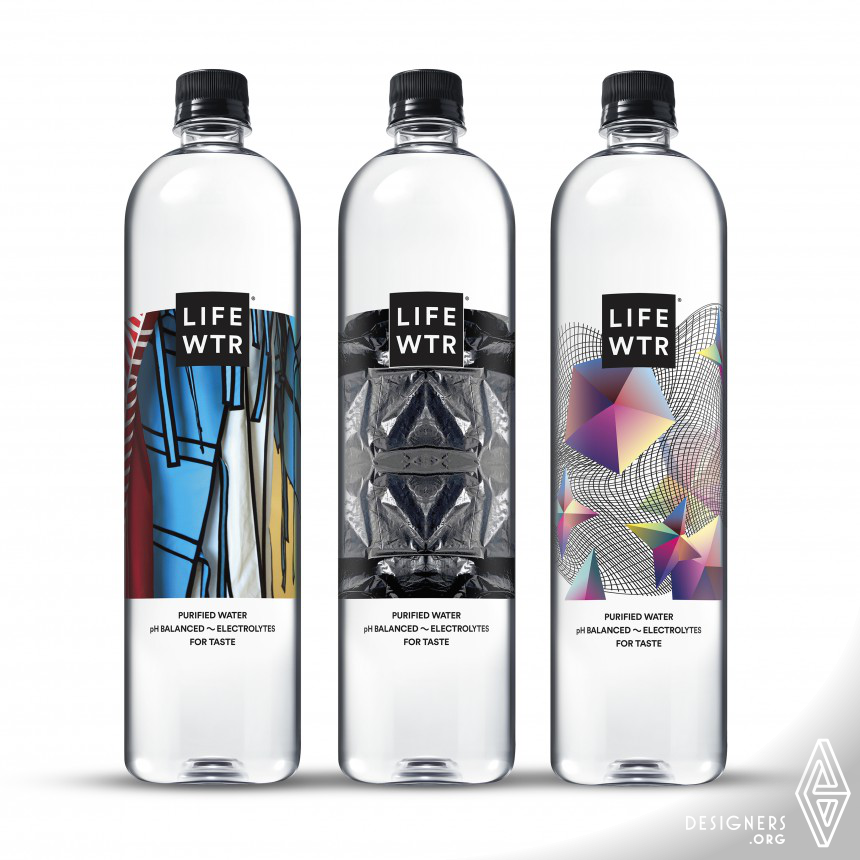 LIFE
WTR®
PURIFIED WATER
pH BALANCED ~ ELECTROLYTES
FOR TASTE
LIFE
WTR®
PURIFIED WATER
pH BALANCED ~ ELECTROLYTES
FOR TASTE
LIFE
WTR®
PURIFIED WATER
pH BALANCED ~ ELECTROLYTES
FOR TASTE
DESIGNERS
.ORG